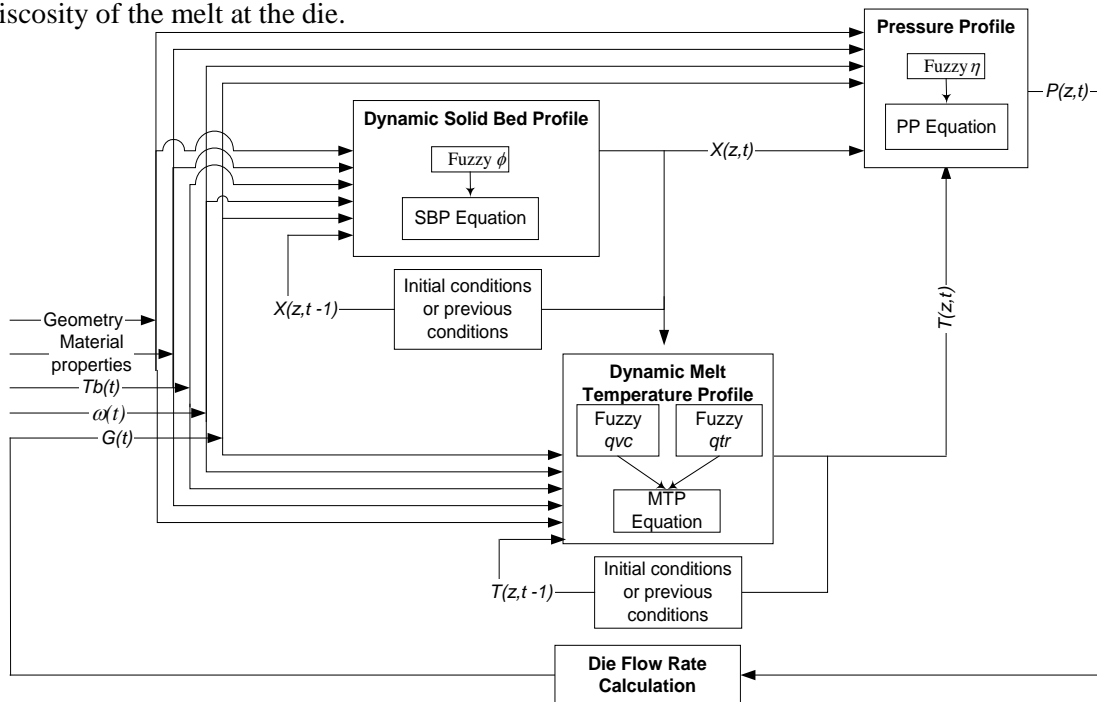 iscosity of the melt at the die.
Pressure Profile
Fuzzy η
PP Equation
P(z,t)
Dynamic Solid Bed Profile
Fuzzy ϕ
SBP Equation
X(z,t)
X(z,t -1)
Initial conditions
or previous
conditions
T(z,t)
Geometry
Material
properties
Tb(t)
ω(t)
G(t)
Dynamic Melt
Temperature Profile
Fuzzy
qvc
Fuzzy
qtr
MTP
Equation
T(z,t -1)
Initial conditions
or previous
conditions
Die Flow Rate
Calculation